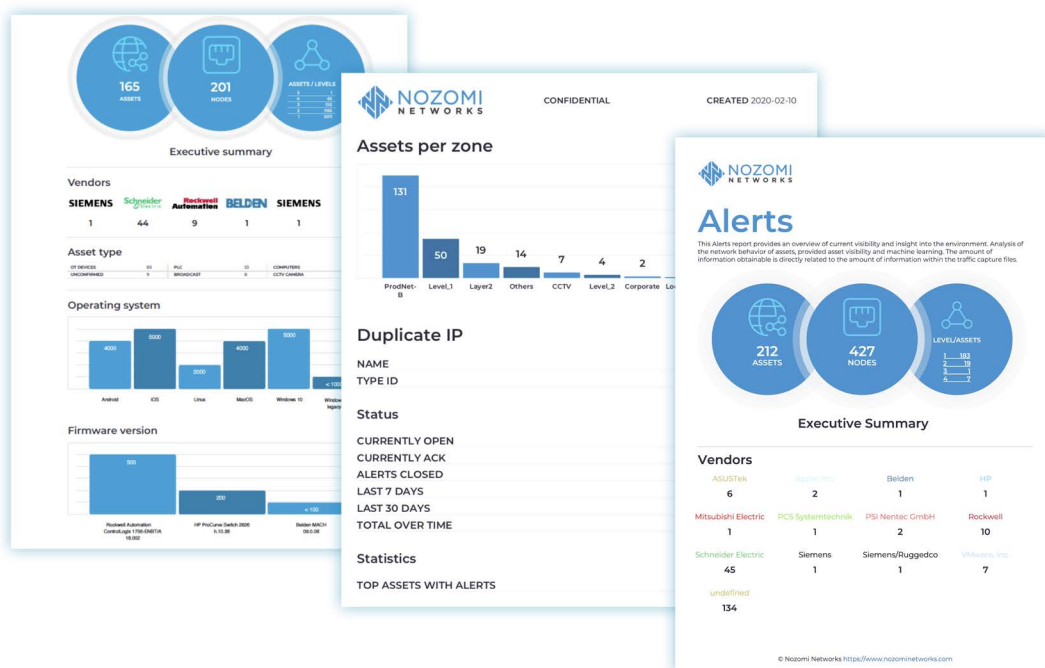 165
ASSETS
201
NODES
ASSETS / LEVELS
Executive summary
Vendors
SIEMENS Schneider Electric Rockwell Automation BELDEN SIEMENS
1 44 9 1 1
Asset type
OT DEVICES PLC COMPUTERS
UNCONFIRMED BROADCAST CCTV CAMERA
Operating system
4000 5000 2000 4000 5000 < 100
Android iOS Linux MacOS Windows 10
Firmware version
500 200 < 100
Rockwell Automation HP ProCurve Switch 2626 Belden MACH
NOZOMI
NETWORKS
CONFIDENTIAL
CREATED 2020-02-10
Assets per zone
131 50 19 14 7 4 2
ProdNet-B Level_1 Layer2 Others CCTV Level_2 Corporate
Duplicate IP
NAME
TYPE ID
Status
CURRENTLY OPEN
CURRENTLY ACK
ALERTS CLOSED
LAST 7 DAYS
LAST 30 DAYS
TOTAL OVER TIME
Statistics
TOP ASSETS WITH ALERTS
NOZOMI
NETWORKS
Alerts
This Alerts report provides an overview of current visibility and insight into the environment. Analysis of
the network behavior of assets, provided asset visibility and machine learning. The amount of
information obtainable is directly related to the amount of information within the traffic capture files.
212
ASSETS
427
NODES
LEVEL/ASSETS
1 183
2 19
3 1
4 7
Executive Summary
Vendors
ASUSTek Apple, Inc. Belden HP
6 2 1 1
Mitsubishi Electric PCS Systemtechnik PSI Nentec GmbH Rockwell
1 1 2 10
Schneider Electric Siemens Siemens/Ruggedco VMware, Inc.
45 1 1 7
undefined
134
© Nozomi Networks https://www.nozominetworks.com